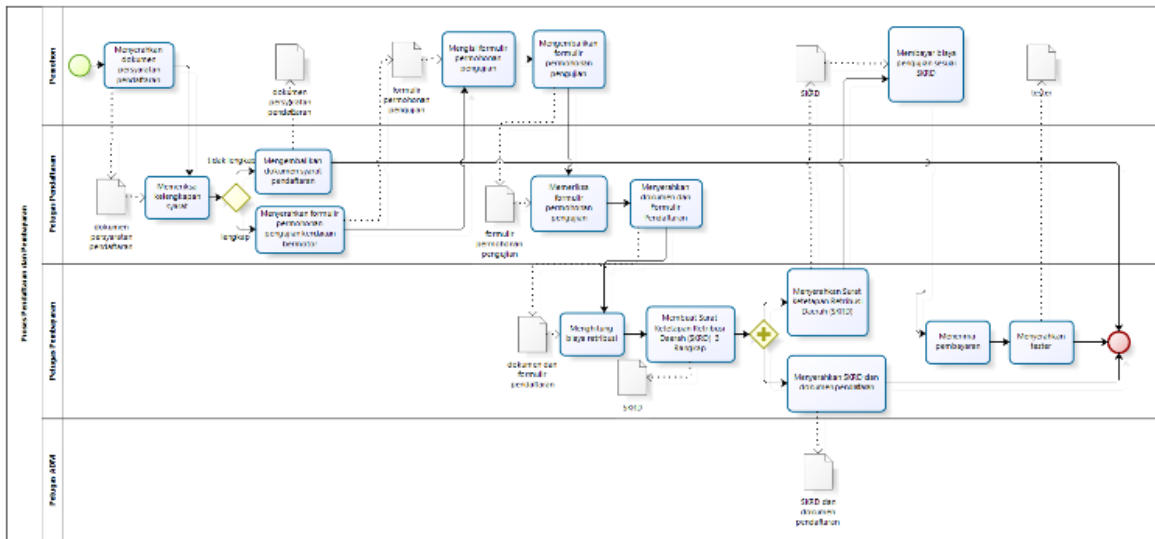 Proses Pendaftaran dan Pembayaran
Pemohon
Menyerahkan
dokumen
persyaratan
pendaftaran
dokumen
persyaratan
pendaftaran
formulir
permohonan
pengujian
Mengisi formulir
permohonan
pengujian
Mengembalikan
formulir
permohonan
pengujian
SKRD
Membayar biaya
pengujian sesuai
SKRD
tester
Petugas Pendaftaran
dokumen
persyaratan
pendaftaran
Memeriksa
kelengkapan
syarat
tidak lengkap
lengkap
Mengembalikan
dokumen syarat
pendaftaran
Menyerahkan formulir
permohonan
pengujian kendaraan
bermotor
formulir
permohonan
pengujian
Memeriksa
formulir
permohonan
pengujian
Menyerahkan
dokumen dan
formulir
Pendaftaran
Petugas Pembayaran
dokumen dan
formulir
pendaftaran
Menghitung
biaya retribusi
Membuat Surat
Ketetapan Retribusi
Daerah (SKRD) 3
Rangkap
SKRD
Menyerahkan Surat
Ketetapan Retribusi
Daerah (SKRD)
Menyerahkan SKRD dan
dokumen pendaftaran
Menerima
pembayaran
Menyerahkan
tester
Petugas ADM
SKRD dan
dokumen
pendaftaran